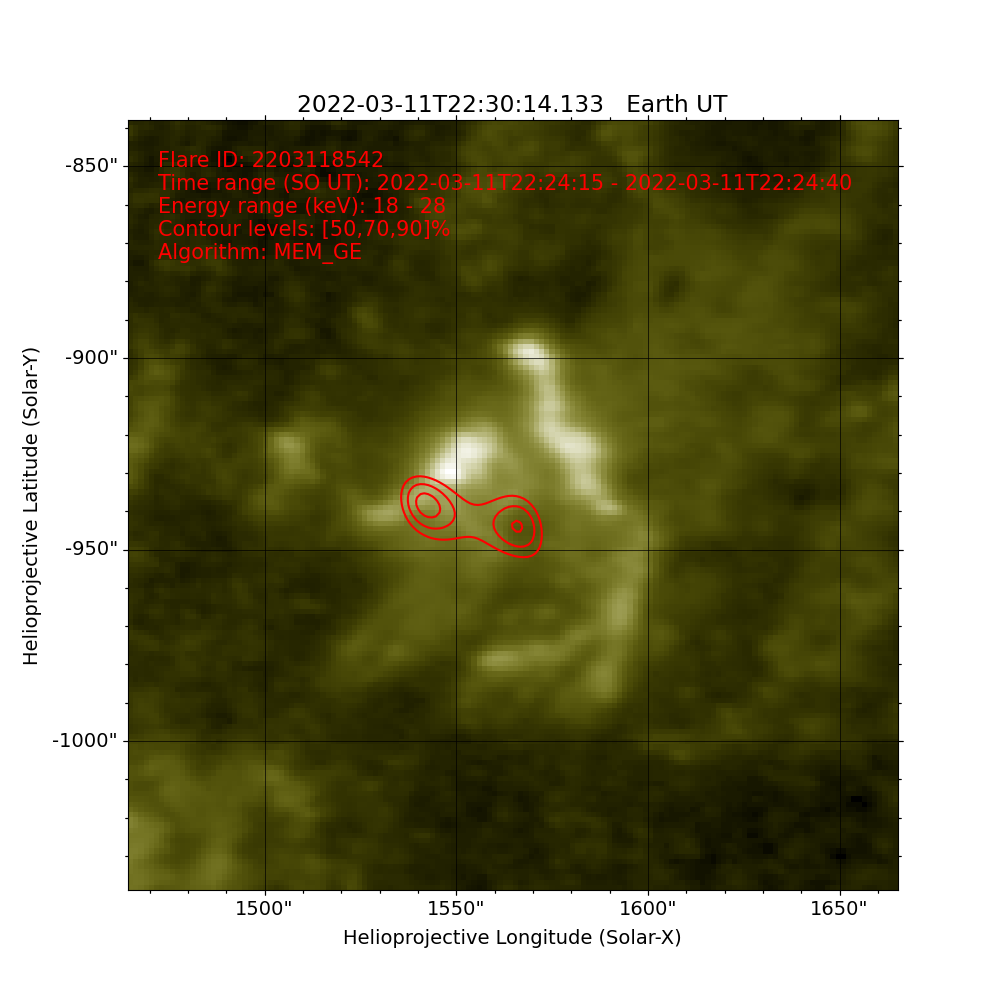 2022-03-11T22:30:14.133   Earth UT
Flare ID: 2203118542
Time range (SO UT): 2022-03-11T22:24:15 - 2022-03-11T22:24:40
Energy range (keV): 18 - 28
Contour levels: [50,70,90]%
Algorithm: MEM_GE
-850"
-900"
-950"
-1000"
Helioprojective Latitude (Solar-Y)
1500" 1550" 1600" 1650"
Helioprojective Longitude (Solar-X)